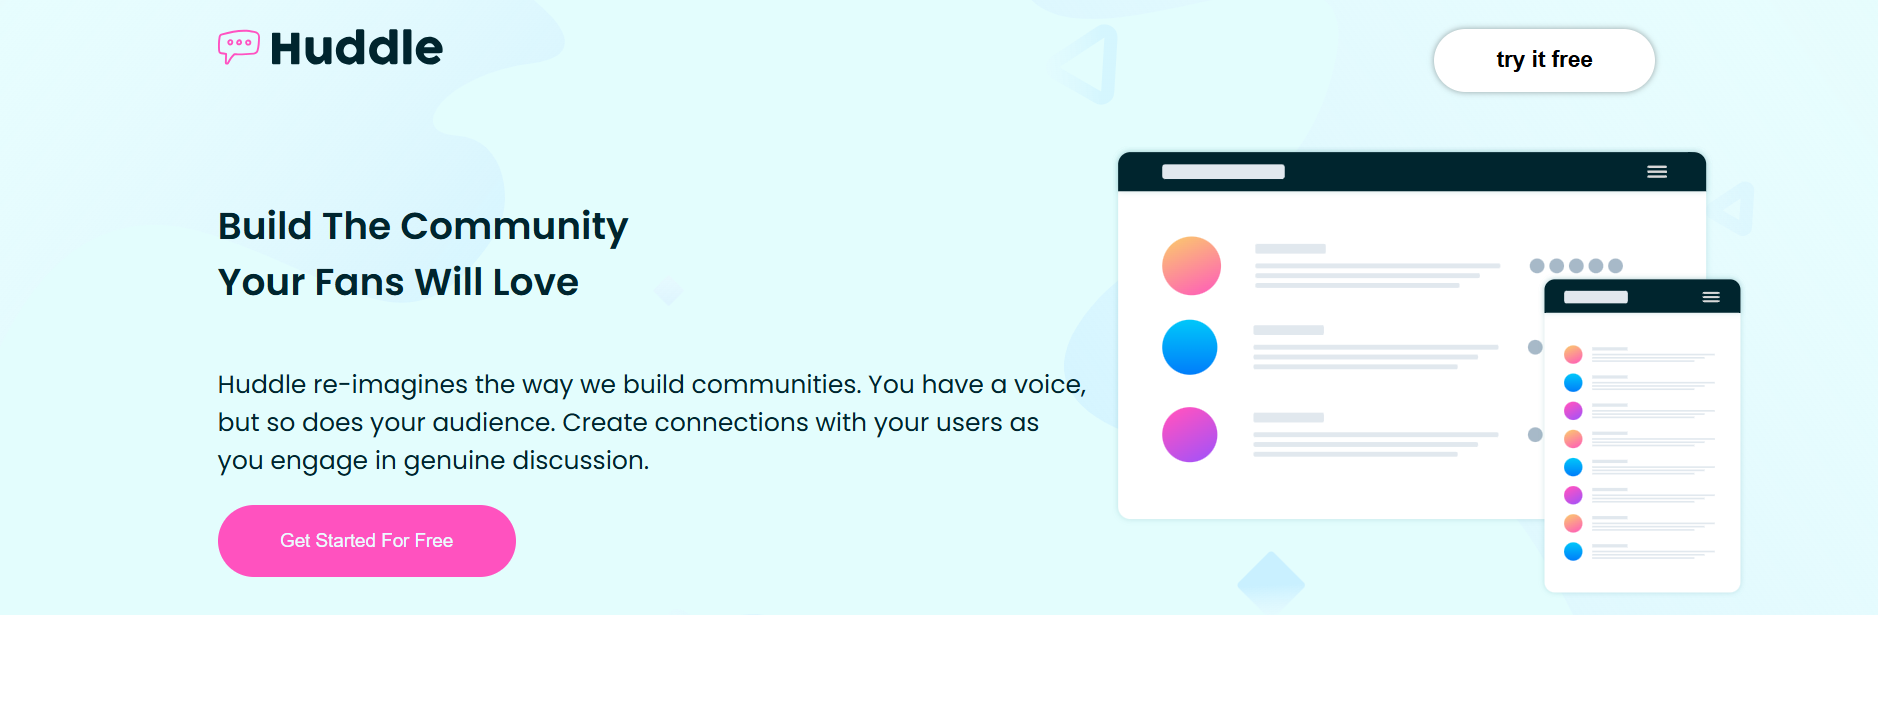 Huddle
try it free
Build The Community
Your Fans Will Love
Huddle re-imagines the way we build communities. You have a voice,
but so does your audience. Create connections with your users as
you engage in genuine discussion.
Get Started For Free